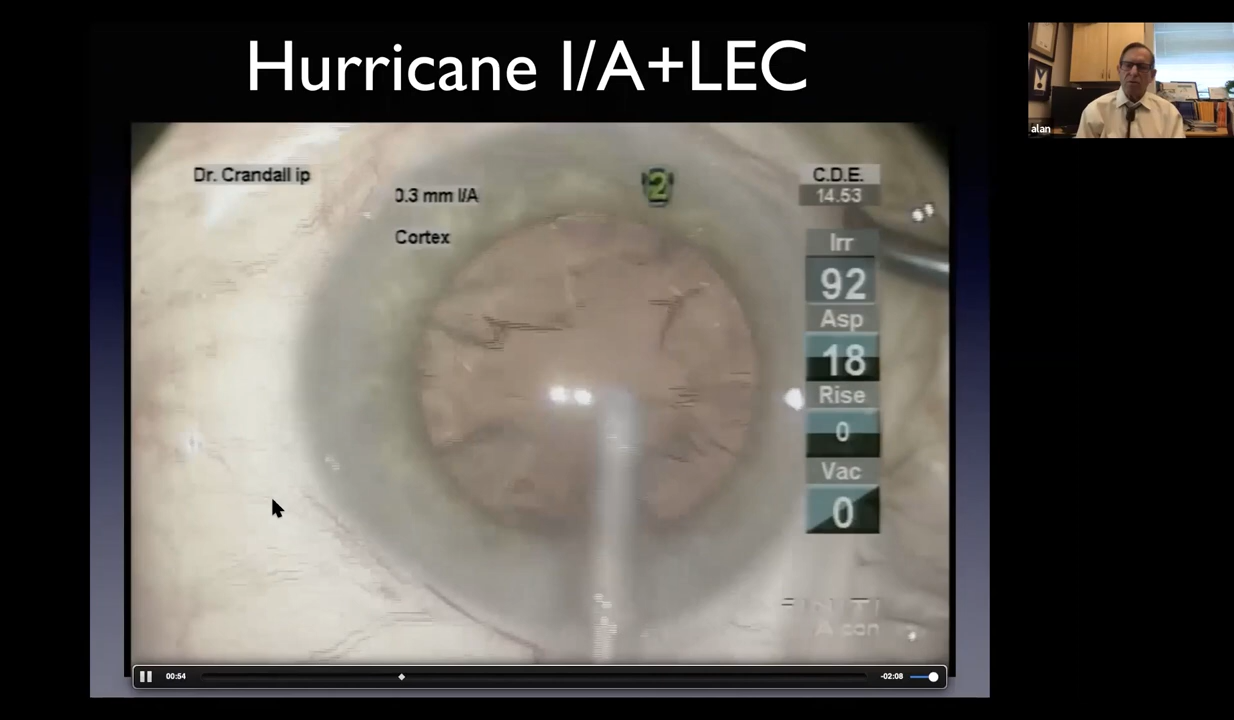 Hurricane I/A+LEC
alan
Dr. Crandall ip
0.3 mm I/A
Cortex
2
C.D.E.
14.53
Irr
92
Asp
18
Rise
0
Vac
0
00:54
-02:08